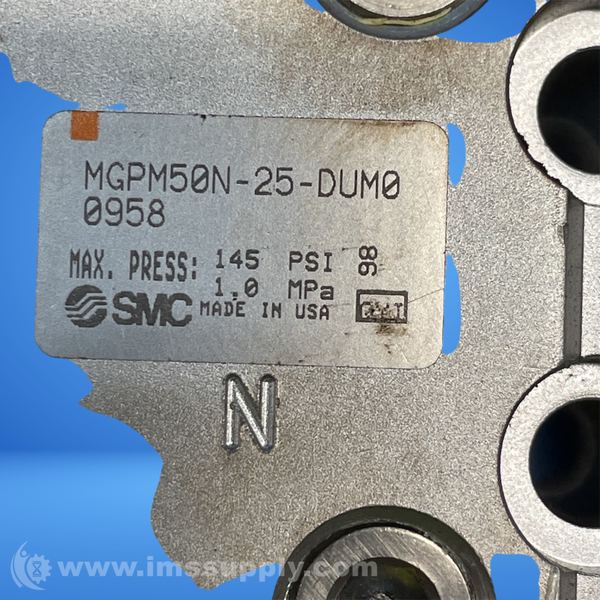 MGPM50N-25-DUM0
0958
MAX. PRESS: 145 PSI 98
1.0 MPa
SMC MADE IN USA
N
www.imssupply.com